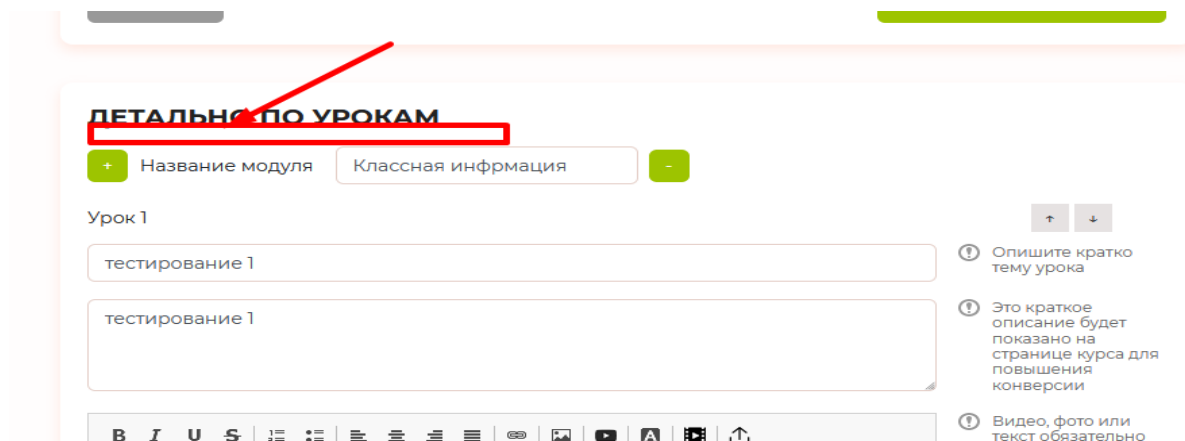 ДЕТАЛЬНО ПО УРОКАМ
+ Название модуля Классная инфрмация -
Урок 1
тестирование 1
Опишите кратко
тему урока
тестирование 1
Это краткое
описание будет
показано на
странице курса для
повышения
конверсии
B I U S A
Видео, фото или
текст обязательно